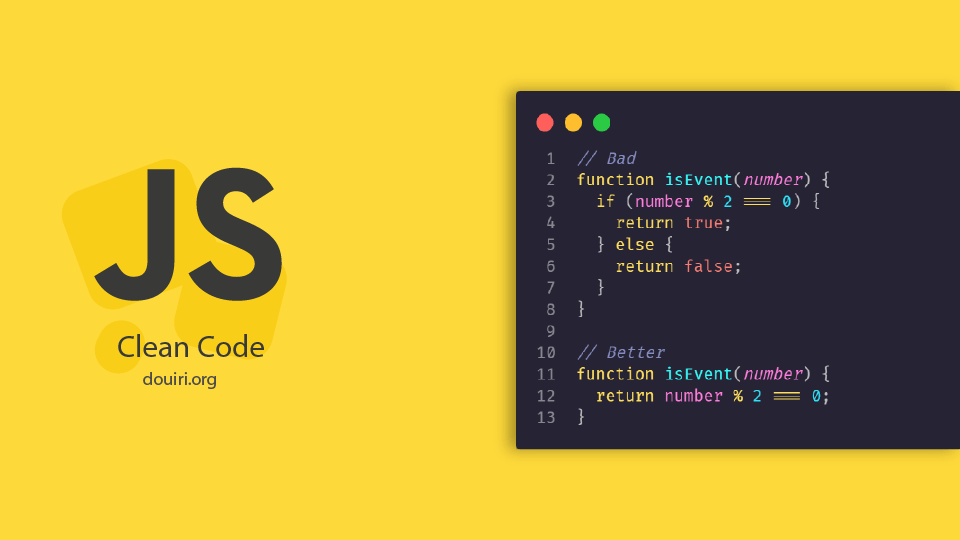 JS
Clean Code
douiri.org
1 // Bad
2 function isEvent(number) {
3   if (number % 2 === 0) {
4     return true;
5   } else {
6     return false;
7   }
8 }
9
10 // Better
11 function isEvent(number) {
12   return number % 2 === 0;
13 }